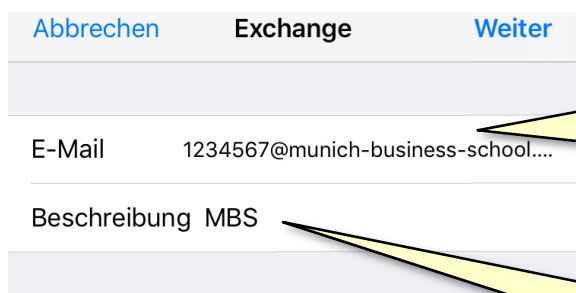 Abbrechen Exchange Weiter
E-Mail 1234567@munich-business-school....
Beschreibung MBS